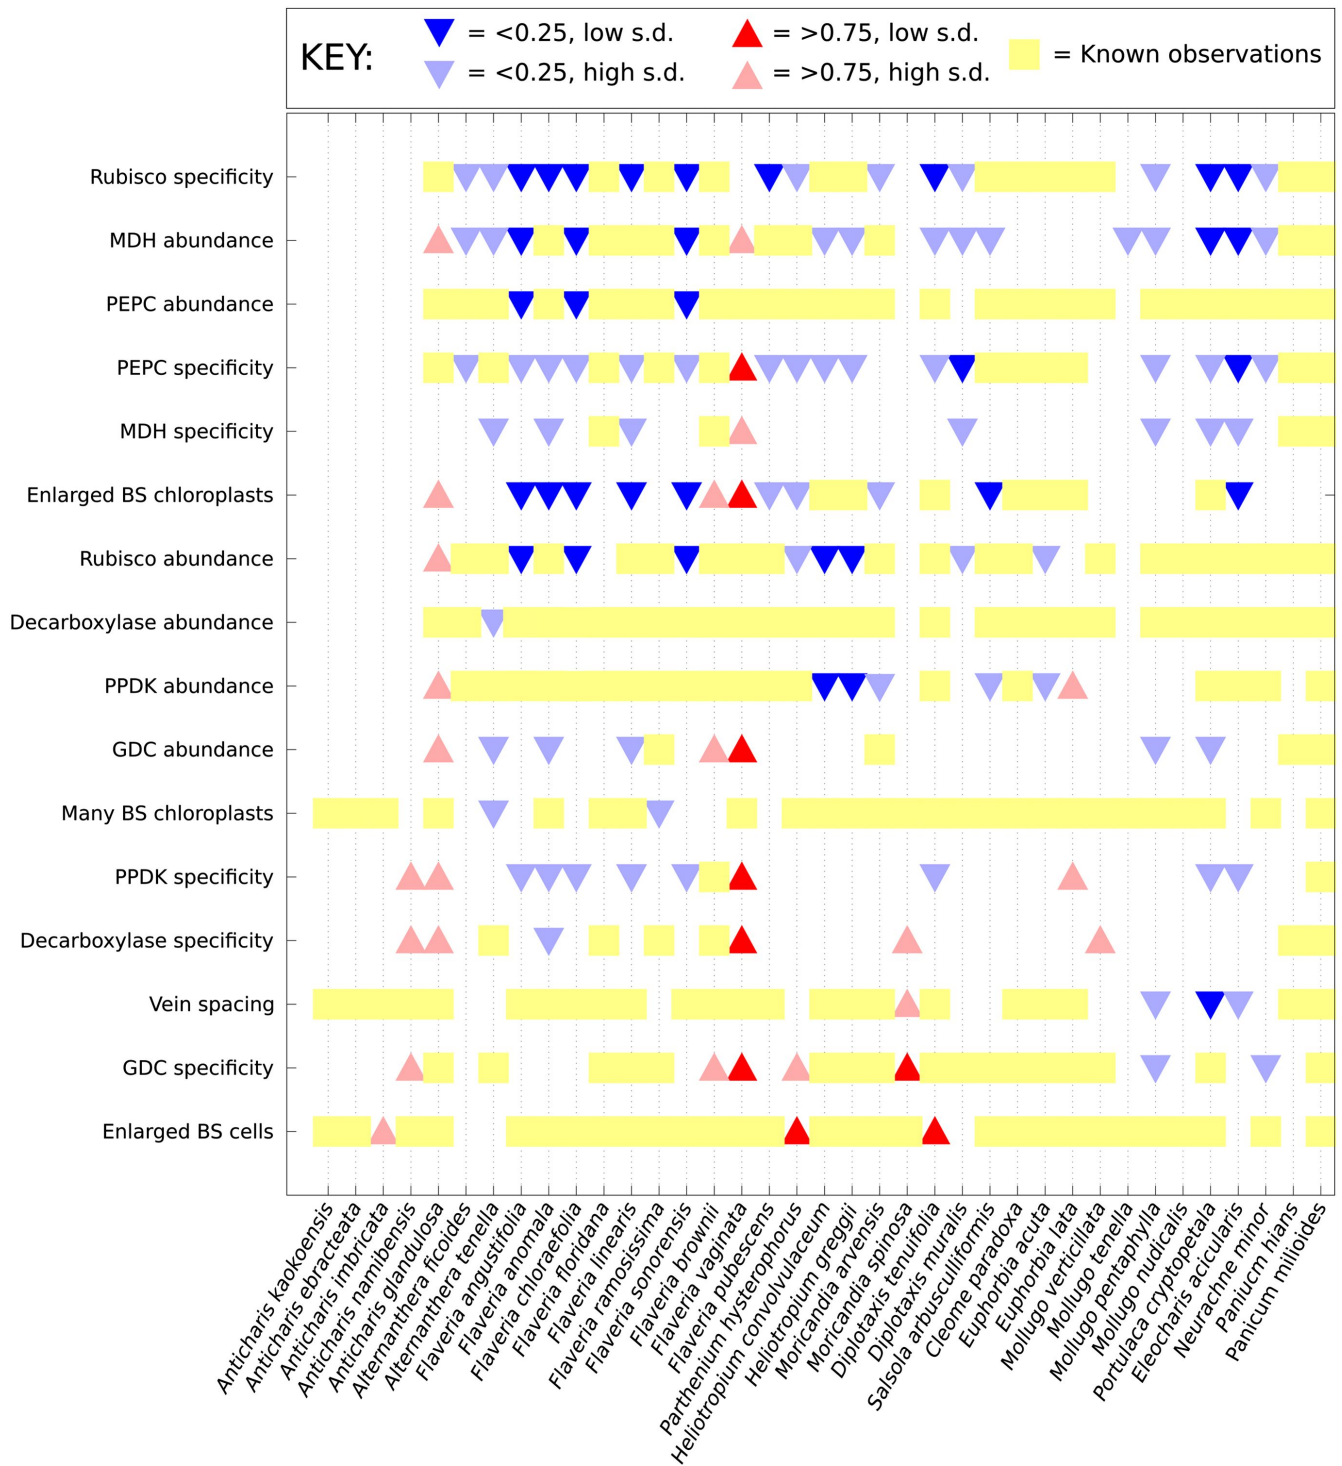 KEY:
= <0.25, low s.d.
= >0.75, low s.d.
= <0.25, high s.d.
= >0.75, high s.d.
= Known observations
Rubisco specificity
MDH abundance
PEPC abundance
PEPC specificity
MDH specificity
Enlarged BS chloroplasts
Rubisco abundance
Decarboxylase abundance
PPDK abundance
GDC abundance
Many BS chloroplasts
PPDK specificity
Decarboxylase specificity
Vein spacing
GDC specificity
Enlarged BS cells
Anticharis kaokoensis
Anticharis ebracteata
Anticharis imbricata
Anticharis namibensis
Anticharis glandulosa
Alternanthera ficoides
Alternanthera tenella
Alternanthera angustifolia
Flaveria anomala
Flaveria chloraefolia
Flaveria floridana
Flaveria linearis
Flaveria ramosissima
Flaveria sonorensis
Flaveria brownii
Flaveria vaginata
Flaveria pubescens
Parthenium hysterophorus
Heliotropium convolvulaceum
Heliotropium greggii
Moricandia arvensis
Moricandia spinosa
Diplotaxis tenuifolia
Diplotaxis muralis
Salsola arbusculliformis
Cleome paradoxa
Euphorbia acuta
Euphorbia lata
Mollugo verticillata
Mollugo tenella
Mollugo pentaphylla
Mollugo nudicalis
Portulaca cryptopetala
Eleocharis acicularis
Neurachne minor
Paniucm hians
Panicum milioides